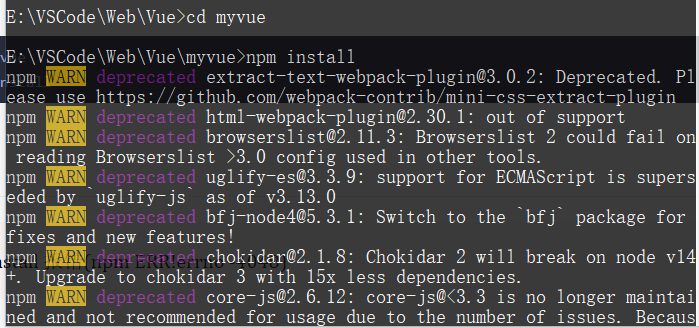 E:\VSCode\Web\Vue>cd myvue
E:\VSCode\Web\Vue\myvue>npm install
npm WARN deprecated extract-text-webpack-plugin@3.0.2: Deprecated. Pl
ease use https://github.com/webpack-contrib/mini-css-extract-plugin
npm WARN deprecated html-webpack-plugin@2.30.1: out of support
npm WARN deprecated browserslist@2.11.3: Browserslist 2 could fail on
 reading Browserslist >3.0 config used in other tools.
npm WARN deprecated uglify-es@3.3.9: support for ECMAScript is supers
eded by `uglify-js` as of v3.13.0
npm WARN deprecated bfj-node4@5.3.1: Switch to the `bfj` package for
fixes and new features!
npm WARN deprecated chokidar@2.1.8: Chokidar 2 will break on node v14
+. Upgrade to chokidar 3 with 15x less dependencies.
npm WARN deprecated core-js@2.6.12: core-js@<3.3 is no longer maintai
ned and not recommended for usage due to the number of issues. Becaus